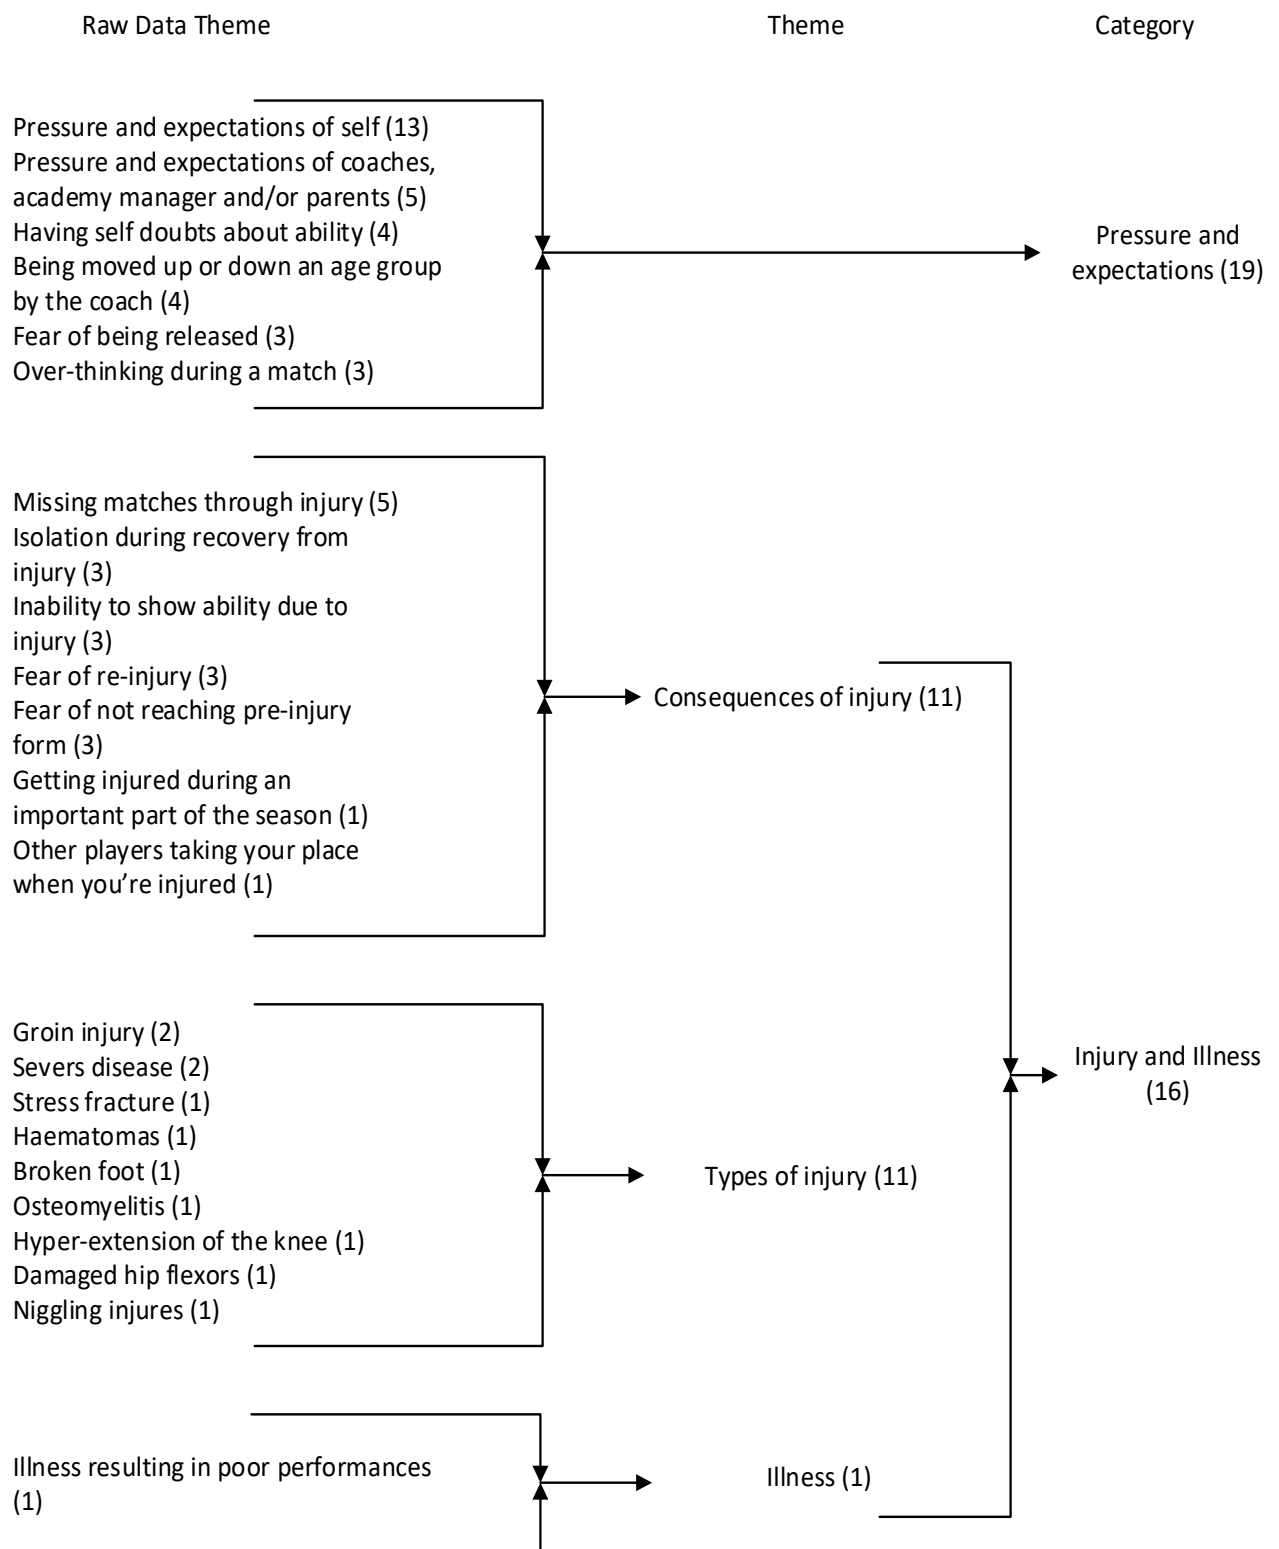 Raw Data Theme
Theme
Category
Pressure and expectations of self (13)
Pressure and expectations of coaches,
academy manager and/or parents (5)
Having self doubts about ability (4)
Being moved up or down an age group
by the coach (4)
Fear of being released (3)
Over-thinking during a match (3)
Pressure and
expectations (19)
Missing matches through injury (5)
Isolation during recovery from
injury (3)
Inability to show ability due to
injury (3)
Fear of re-injury (3)
Fear of not reaching pre-injury
form (3)
Getting injured during an
important part of the season (1)
Other players taking your place
when you’re injured (1)
Consequences of injury (11)
Groin injury (2)
Severs disease (2)
Stress fracture (1)
Haematomas (1)
Broken foot (1)
Osteomyelitis (1)
Hyper-extension of the knee (1)
Damaged hip flexors (1)
Niggling injures (1)
Types of injury (11)
Injury and Illness
(16)
Illness resulting in poor performances
(1)
Illness (1)